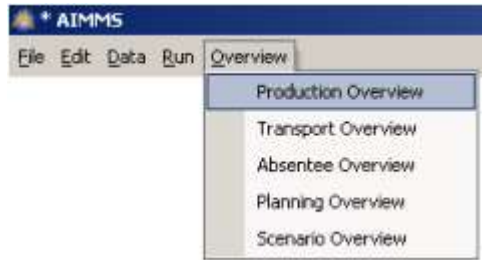 * AIMMS
File Edit Data Run Overview
Production Overview
Transport Overview
Absentee Overview
Planning Overview
Scenario Overview